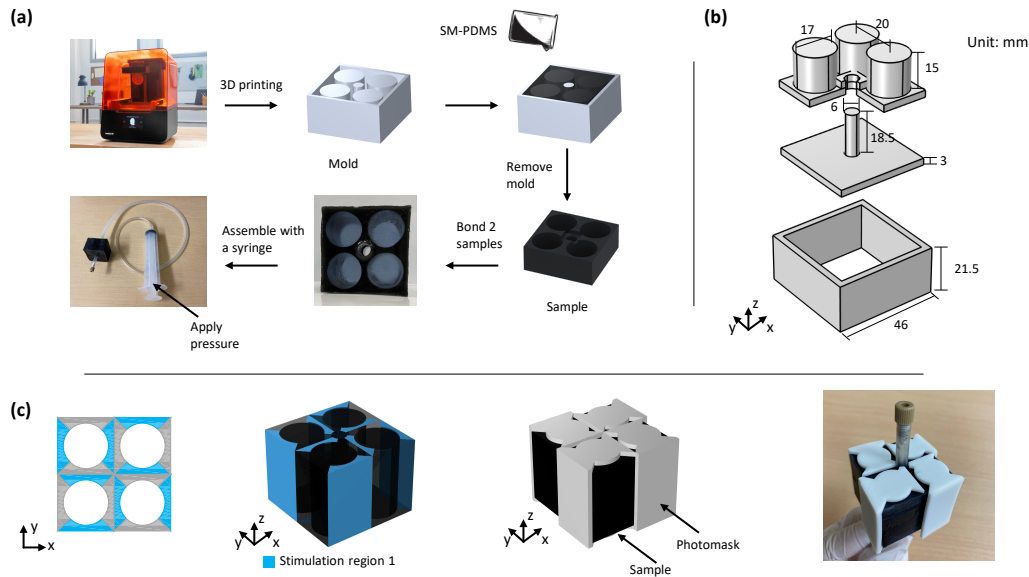 (a)
SM-PDMS
3D printing
Mold
Remove
mold
Assemble with
a syringe
Bond 2
samples
Sample
Apply
pressure
(b)
Unit: mm
17
20
15
6
18.5
3
21.5
46
z
y
x
(c)
y
x
z
y
x
Stimulation region 1
z
y
x
Photomask
Sample